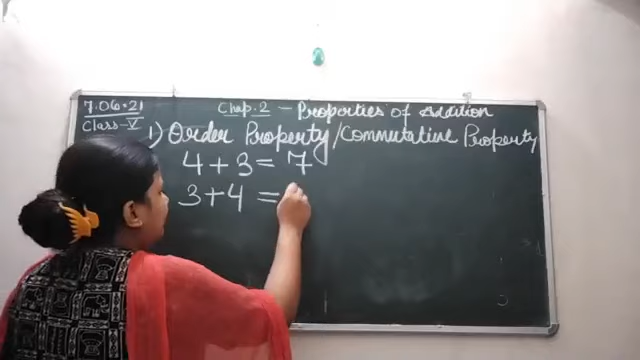 7.06.21
Class-V
Chap.2 – Properties of Addition
1) Order Property/Commutative Property
4 + 3 = 7
3 + 4 =